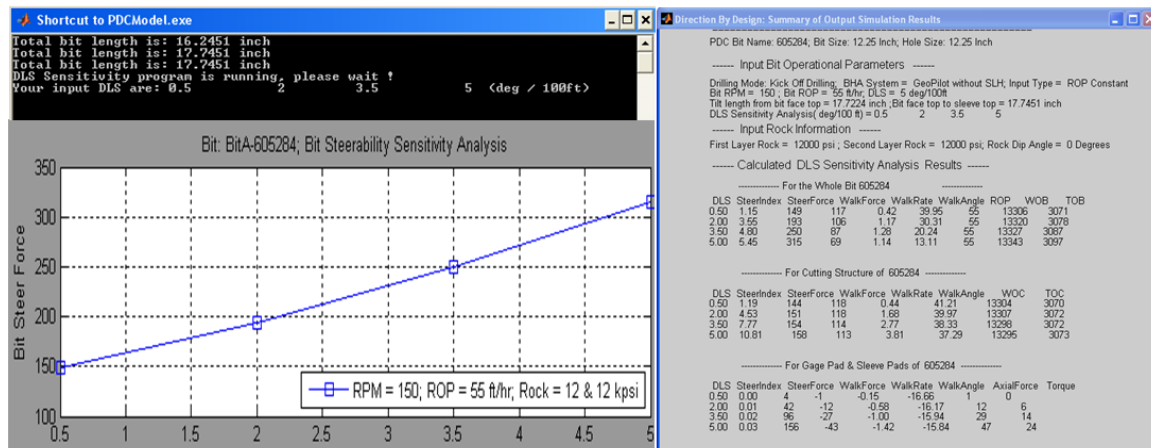 Shortcut to PDCModel.exe
Total bit length is: 16.2451 inch
Total bit length is: 17.7451 inch
Total bit length is: 17.7451 inch
DLS Sensitivity program is running, please wait !
Your input DLS are: 0.5 2 3.5 5 (deg / 100ft)
Bit: BitA-605284; Bit Steerability Sensitivity Analysis
350
300
250
200
150
100
Bit Steer Force
RPM = 150; ROP = 55 ft/hr; Rock = 12 & 12 kpsi
0.5 1 1.5 2 2.5 3 3.5 4 4.5 5
Direction By Design: Summary of Output Simulation Results
PDC Bit Name: 605284; Bit Size: 12.25 Inch; Hole Size: 12.25 Inch
------ Input Bit Operational Parameters ------
Drilling Mode: Kick Off Drilling; BHA System = GeoPilot without SLH; Input Type = ROP Constant
Bit RPM = 150 ; Bit ROP = 55 ft/hr; DLS = 5 deg/100ft
Tilt length from bit face top = 17.7224 inch ;Bit face top to sleeve top = 17.7451 inch
DLS Sensitivity Analysis( deg/100 ft) = 0.5 2 3.5 5
------ Input Rock Information ------
First Layer Rock = 12000 psi ; Second Layer Rock = 12000 psi; Rock Dip Angle = 0 Degrees
------ Calculated DLS Sensitivity Analysis Results ------
-------------- For the Whole Bit 605284 --------------
DLS SteerIndex SteerForce WalkForce WalkRate WalkAngle ROP WOB TOB
0.50 1.15 149 117 0.42 39.95 55 13306 3071
2.00 3.55 193 106 1.17 30.31 55 13320 3078
3.50 4.80 250 87 1.28 20.24 55 13327 3087
5.00 5.45 315 69 1.14 13.11 55 13343 3097
-------------- For Cutting Structure of 605284 --------------
DLS SteerIndex SteerForce WalkForce WalkRate WalkAngle WOC TOC
0.50 1.19 144 118 0.44 41.21 13304 3070
2.00 4.53 151 118 1.68 39.97 13307 3072
3.50 7.77 154 114 2.77 38.33 13298 3072
5.00 10.81 158 113 3.81 37.29 13295 3073
-------------- For Gage Pad & Sleeve Pads of 605284 --------------
DLS SteerIndex SteerForce WalkForce WalkRate WalkAngle AxialForce Torque
0.50 0.00 4 -1 -0.15 -16.66 1 0
2.00 0.01 42 -12 -0.58 -16.17 12 6
3.50 0.02 96 -27 -1.00 -15.94 29 14
5.00 0.03 156 -43 -1.42 -15.84 47 24